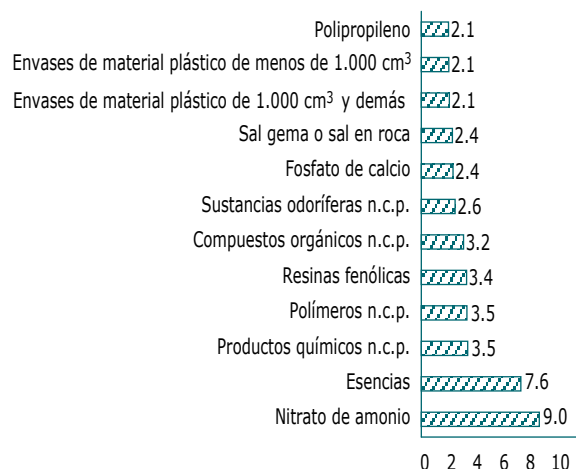 Polipropileno 2.1
Envases de material plástico de menos de 1.000 cm3 2.1
Envases de material plástico de 1.000 cm3 y demás 2.1
Sal gema o sal en roca 2.4
Fosfato de calcio 2.4
Sustancias odoríferas n.c.p. 2.6
Compuestos orgánicos n.c.p. 3.2
Resinas fenólicas 3.4
Polímeros n.c.p. 3.5
Productos químicos n.c.p. 3.5
Esencias 7.6
Nitrato de amonio 9.0
0 2 4 6 8 10